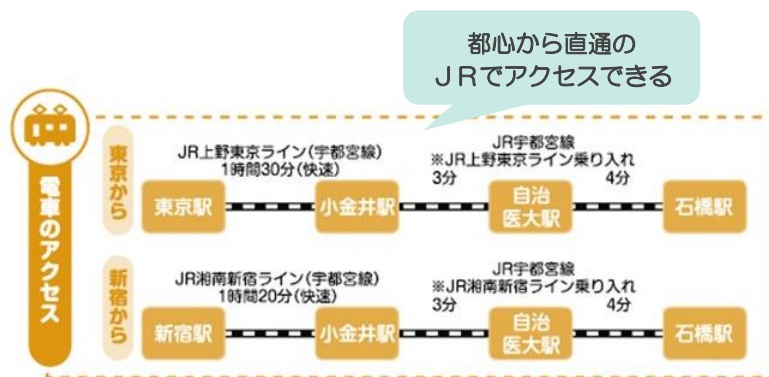 都心から直通の
JRでアクセスできる
電車のアクセス
東京から
JR上野東京ライン(宇都宮線)
1時間30分(快速)
JR宇都宮線
※JR上野東京ライン乗り入れ
3分 4分
東京駅 小金井駅 自治医大駅 石橋駅
新宿から
JR湘南新宿ライン(宇都宮線)
1時間20分(快速)
JR宇都宮線
※JR湘南新宿ライン乗り入れ
3分 4分
新宿駅 小金井駅 自治医大駅 石橋駅